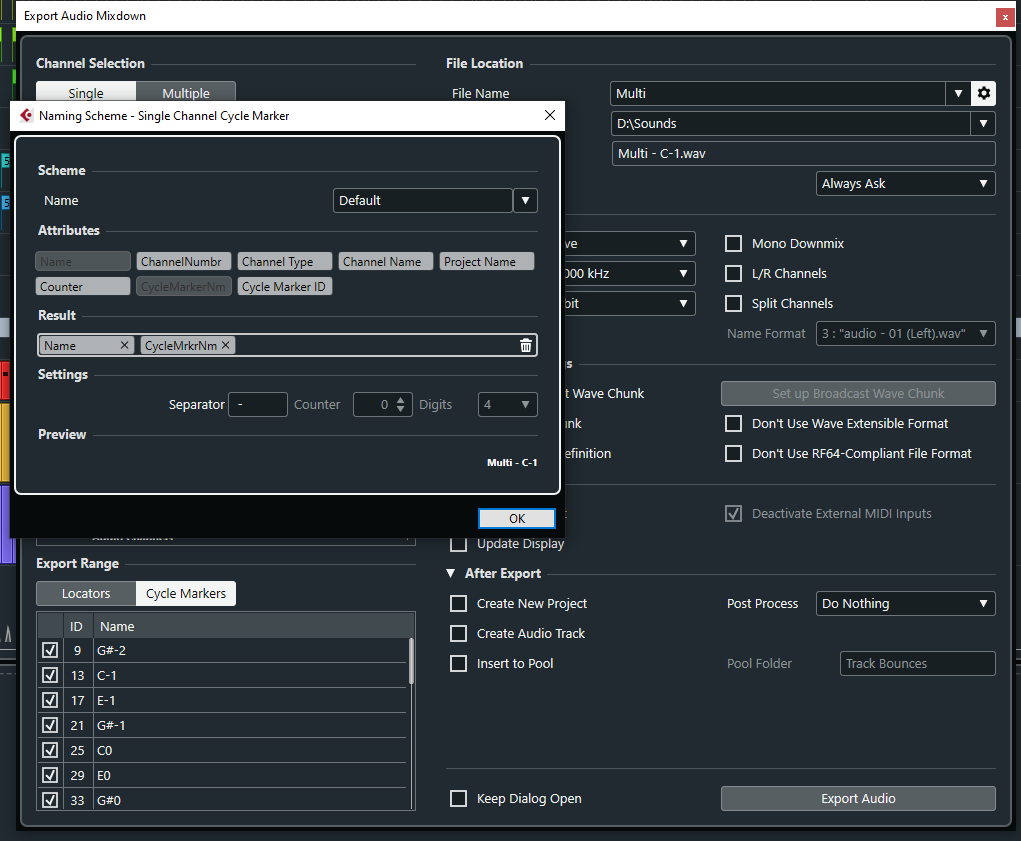 Export Audio Mixdown
x
Channel Selection
File Location
Single Multiple
File Name
Multi
Naming Scheme - Single Channel Cycle Marker
D:\Sounds
Multi - C-1.wav
Scheme
Always Ask
Name Default
Attributes
Name ChannelNumbr Channel Type Channel Name Project Name
Counter CycleMarkerNm Cycle Marker ID
Result
Name CycleMrkrNm
Settings
Separator - Counter 0 Digits 4
Preview
Multi - C-1
OK
ve Mono Downmix
000 kHz L/R Channels
bit Split Channels
Name Format 3 : "audio - 01 (Left).wav"
t Wave Chunk Set up Broadcast Wave Chunk
nk Don't Use Wave Extensible Format
efinition Don't Use RF64-Compliant File Format
Deactivate External MIDI Inputs
Update Display
Export Range
After Export
Locators Cycle Markers
Create New Project Post Process Do Nothing
ID Name
Create Audio Track
9 G#-2
Insert to Pool Pool Folder Track Bounces
13 C-1
17 E-1
21 G#-1
25 C0
29 E0
33 G#0
Keep Dialog Open Export Audio